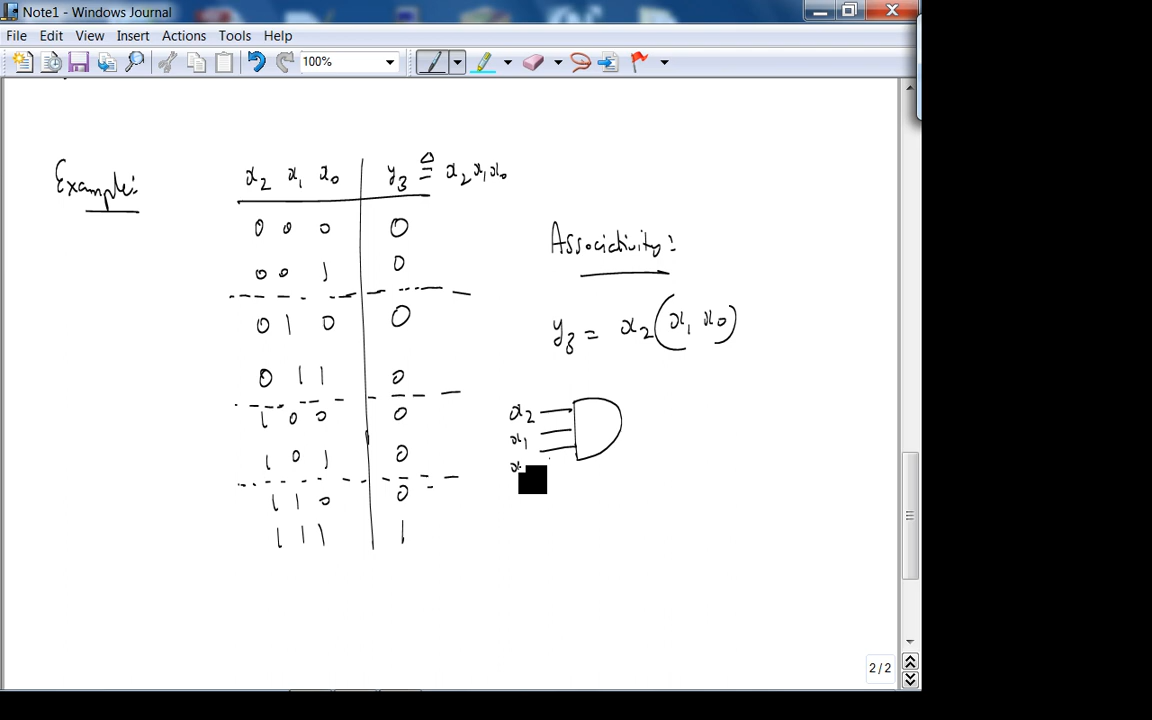 Note1 - Windows Journal
File Edit View Insert Actions Tools Help
100%
Example:
x₂ x₁ x₀ | y₃ ≜ x₂x₁x₀
0 0 0 | 0
0 0 1 | 0
0 1 0 | 0
0 1 1 | 0
1 0 0 | 0
1 0 1 | 0
1 1 0 | 0
1 1 1 | 1
Associctivity:
y₃ = x₂(x₁ x₀)
x₂
x₁
x
2 / 2